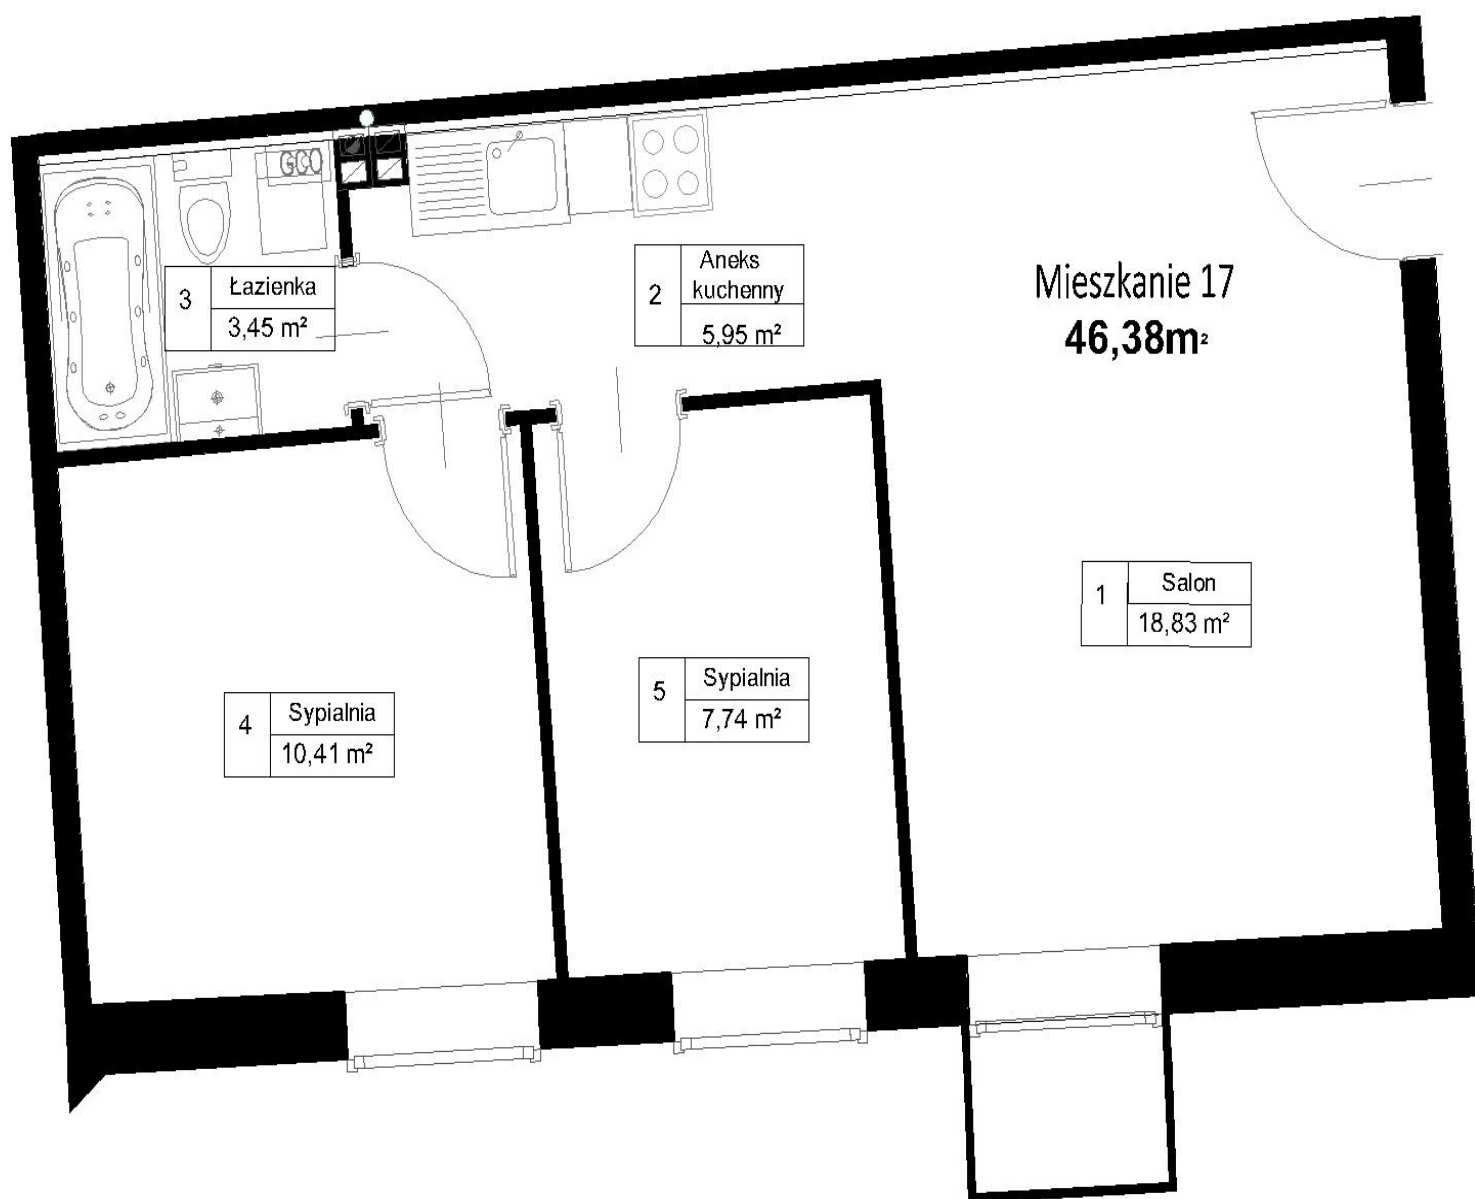 GCO
3
Łazienka
3,45 m²
2
Aneks
kuchenny
5,95 m²
Mieszkanie 17
46,38m²
1
Salon
18,83 m²
4
Sypialnia
10,41 m²
5
Sypialnia
7,74 m²